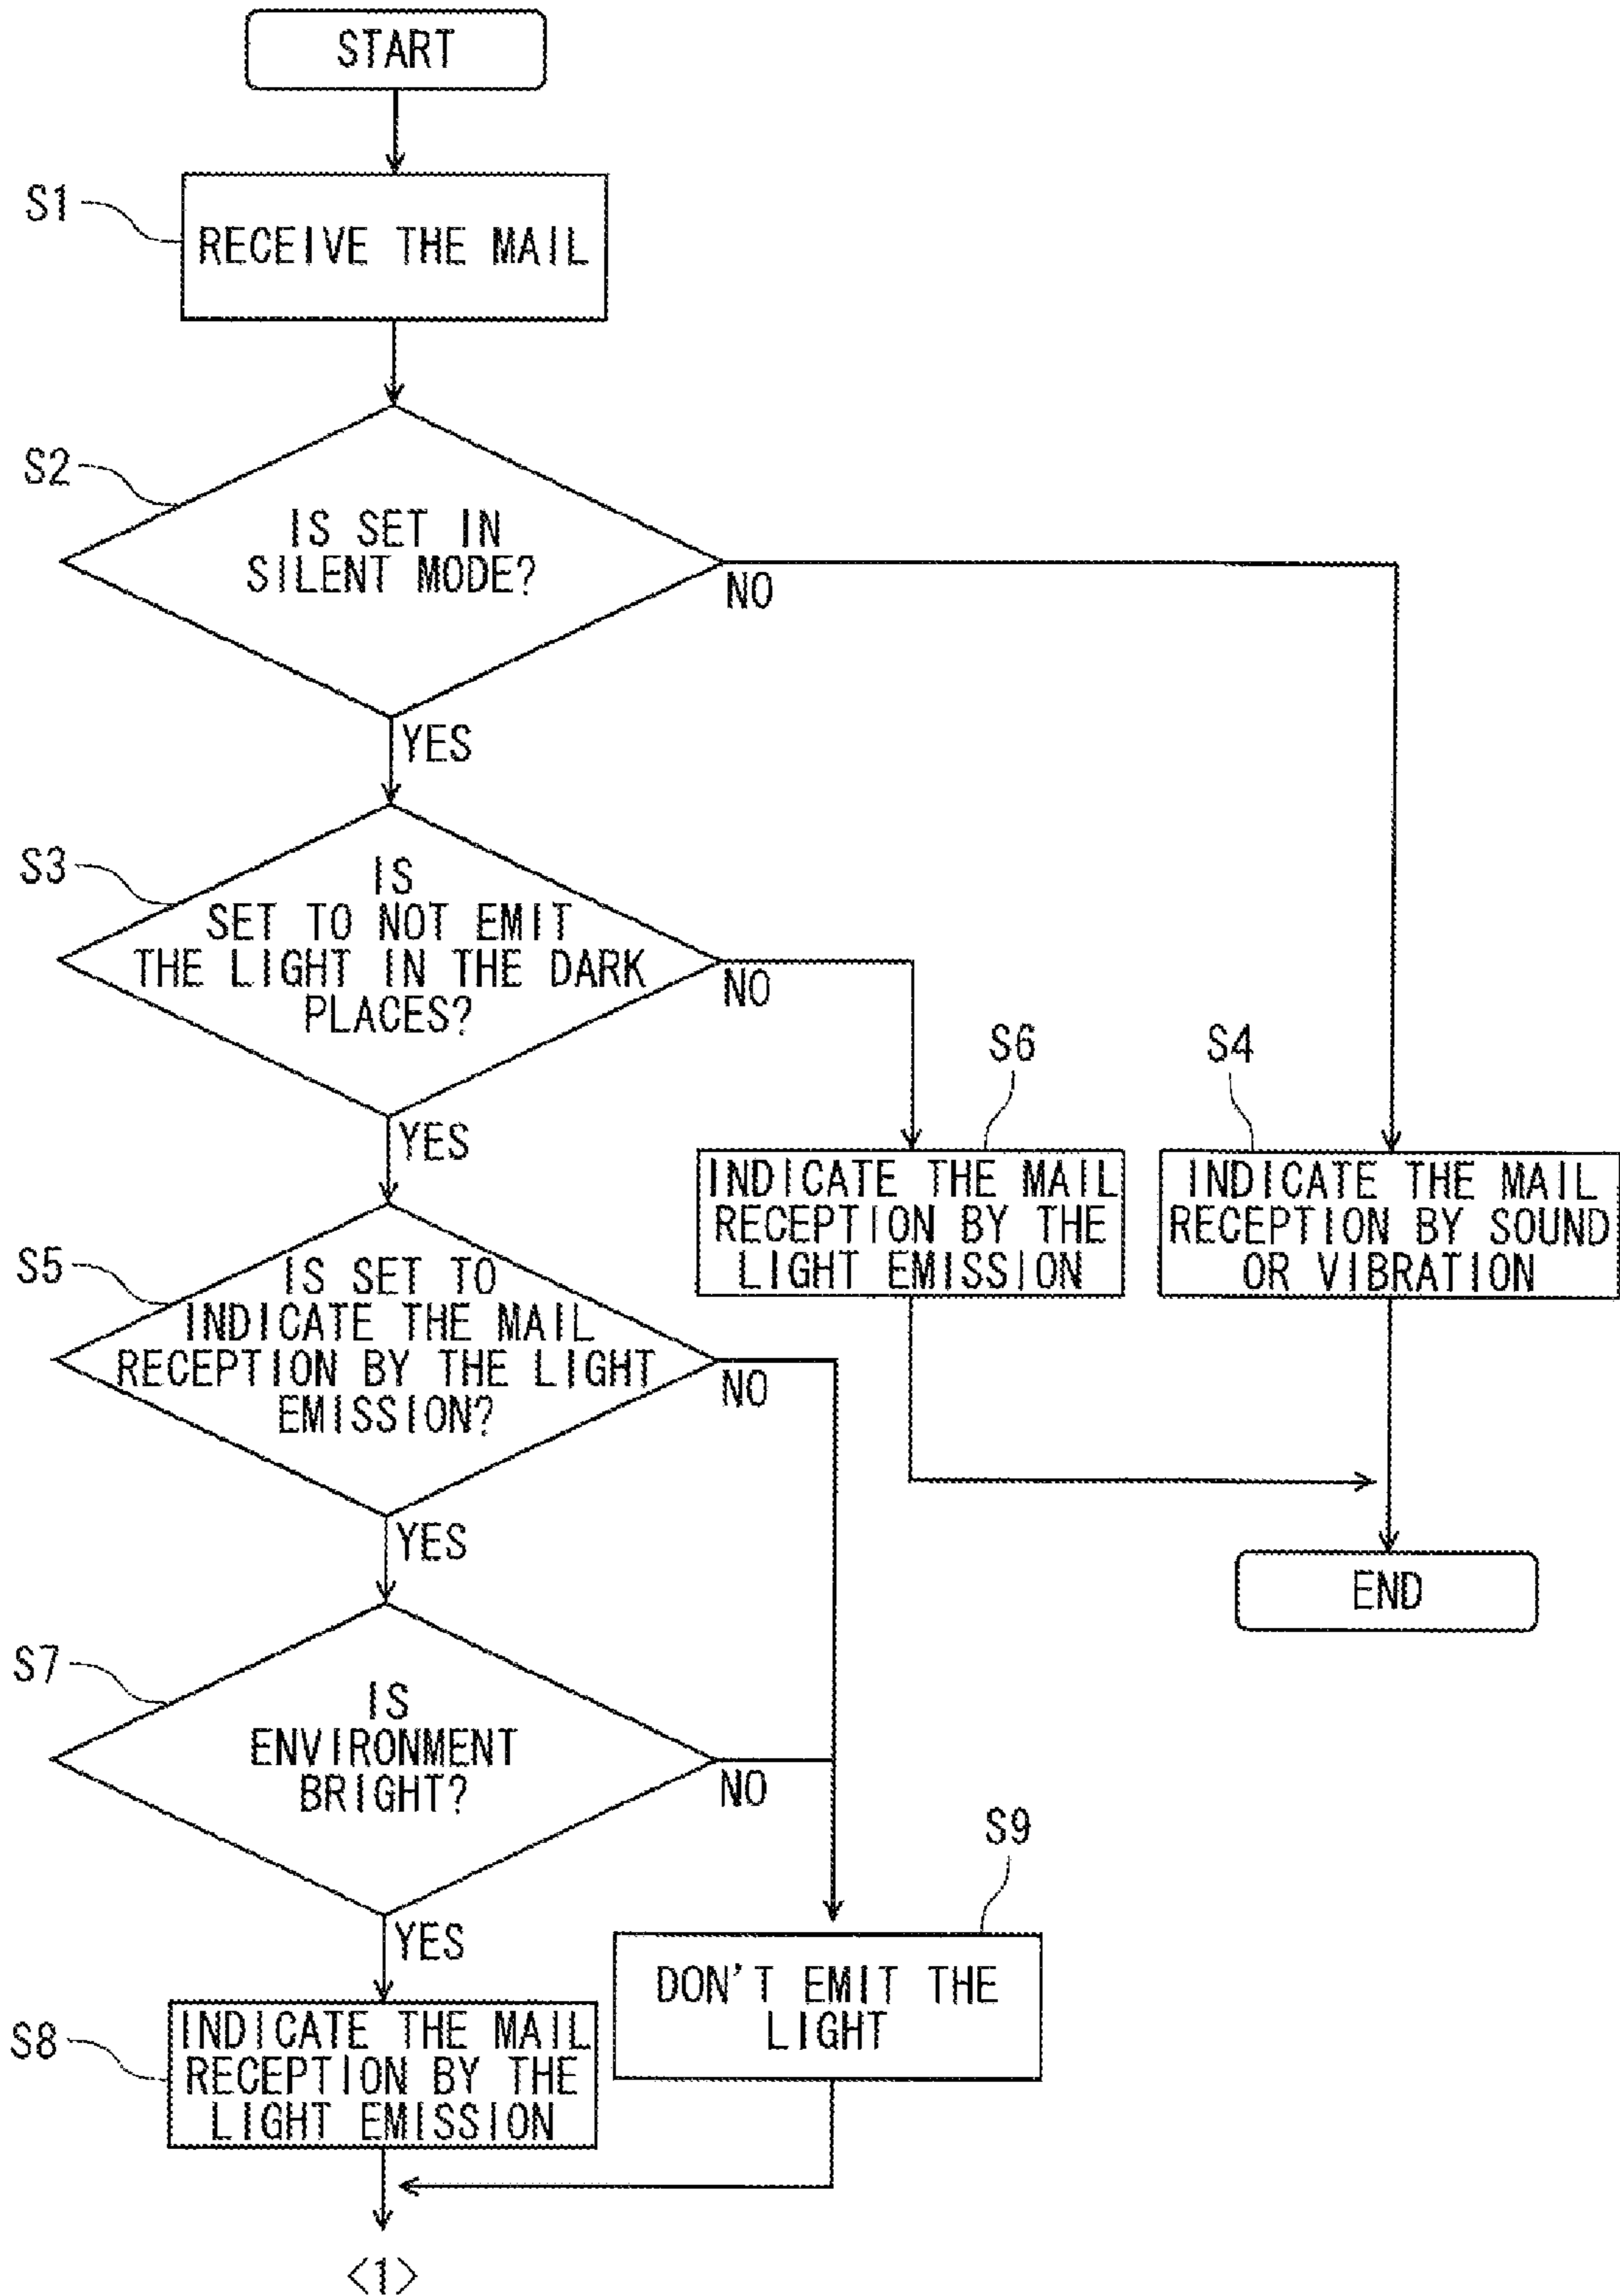 START
S1
RECEIVE THE MAIL
S2
IS SET IN
SILENT MODE?
NO
YES
S3
IS
SET TO NOT EMIT
THE LIGHT IN THE DARK
PLACES?
NO
YES
S6
INDICATE THE MAIL
RECEPTION BY THE
LIGHT EMISSION
S4
INDICATE THE MAIL
RECEPTION BY SOUND
OR VIBRATION
S5
IS SET TO
INDICATE THE MAIL
RECEPTION BY THE LIGHT
EMISSION?
NO
YES
END
S7
IS
ENVIRONMENT
BRIGHT?
NO
YES
S9
DON'T EMIT THE
LIGHT
S8
INDICATE THE MAIL
RECEPTION BY THE
LIGHT EMISSION
<1>